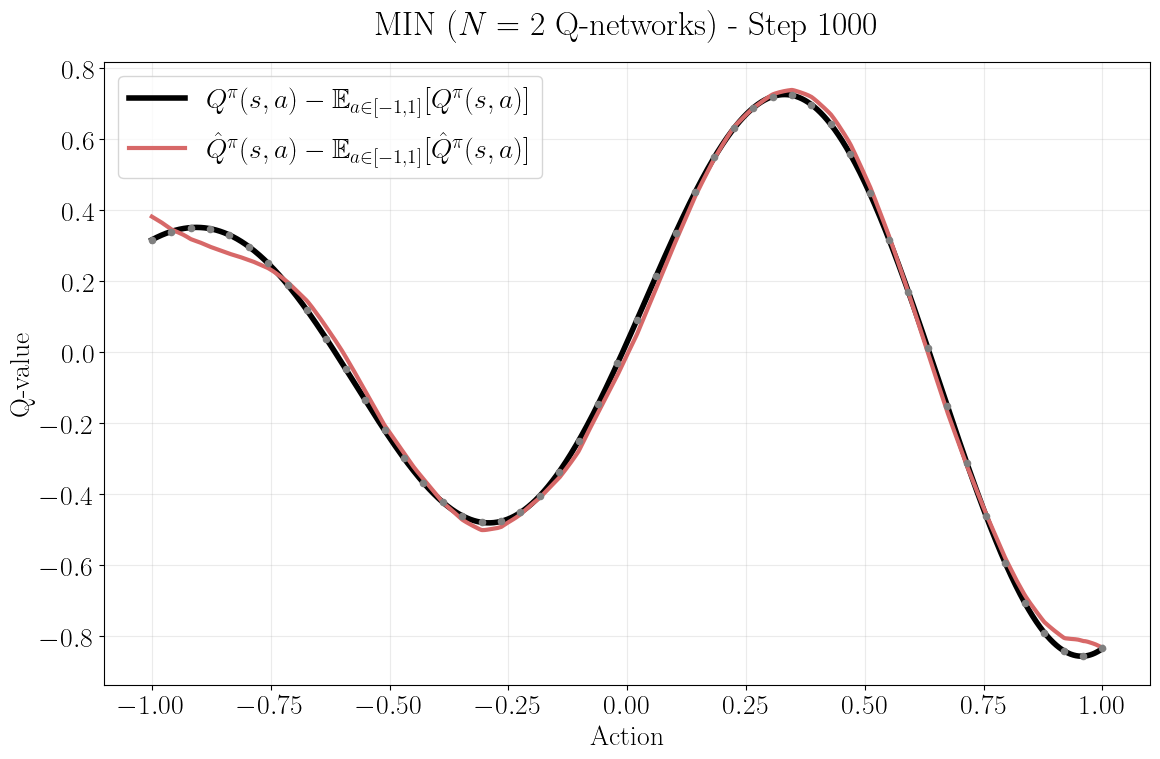 MIN (N = 2 Q-networks) - Step 1000
0.8
0.6
0.4
0.2
0.0
−0.2
−0.4
−0.6
−0.8
Q-value
Q^π(s, a) − 𝔼_{a∈[−1,1]}[Q^π(s, a)]
Q̂^π(s, a) − 𝔼_{a∈[−1,1]}[Q̂^π(s, a)]
−1.00 −0.75 −0.50 −0.25 0.00 0.25 0.50 0.75 1.00
Action